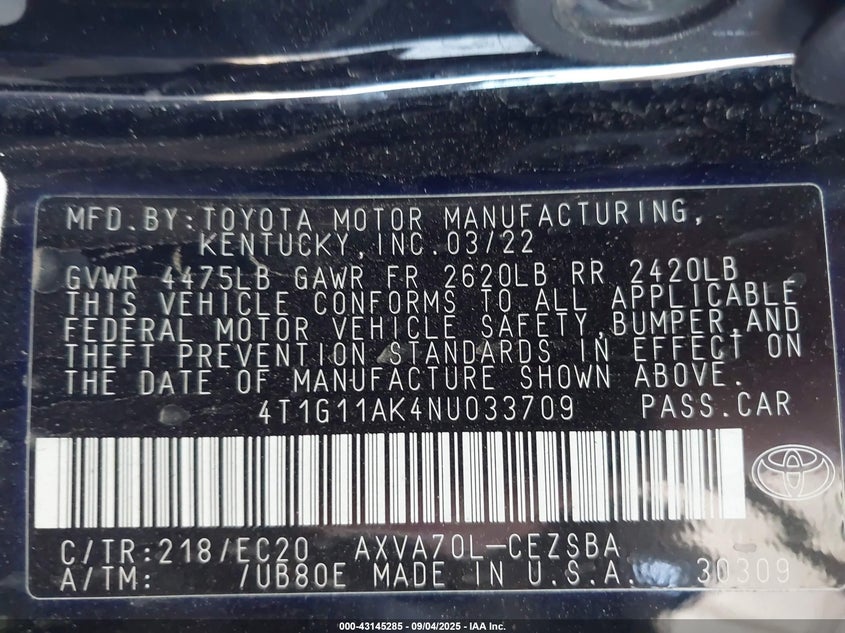 MFD.BY:TOYOTA MOTOR MANUFACTURING,
KENTUCKY,INC.03/22
GVWR 4475LB GAWR FR 2620LB RR 2420LB
THIS VEHICLE CONFORMS TO ALL APPLICABLE
FEDERAL MOTOR VEHICLE SAFETY,BUMPER,AND
THEFT PREVENTION STANDARDS IN EFFECT ON
THE DATE OF MANUFACTURE SHOWN ABOVE.
4T1G11AK4NU033709 PASS.CAR
C/TR:218/EC20 AXVA70L-CEZSBA
A/TM: /UB80E MADE IN U.S.A. 30309
000-43145285 - 09/04/2025 - IAA Inc.